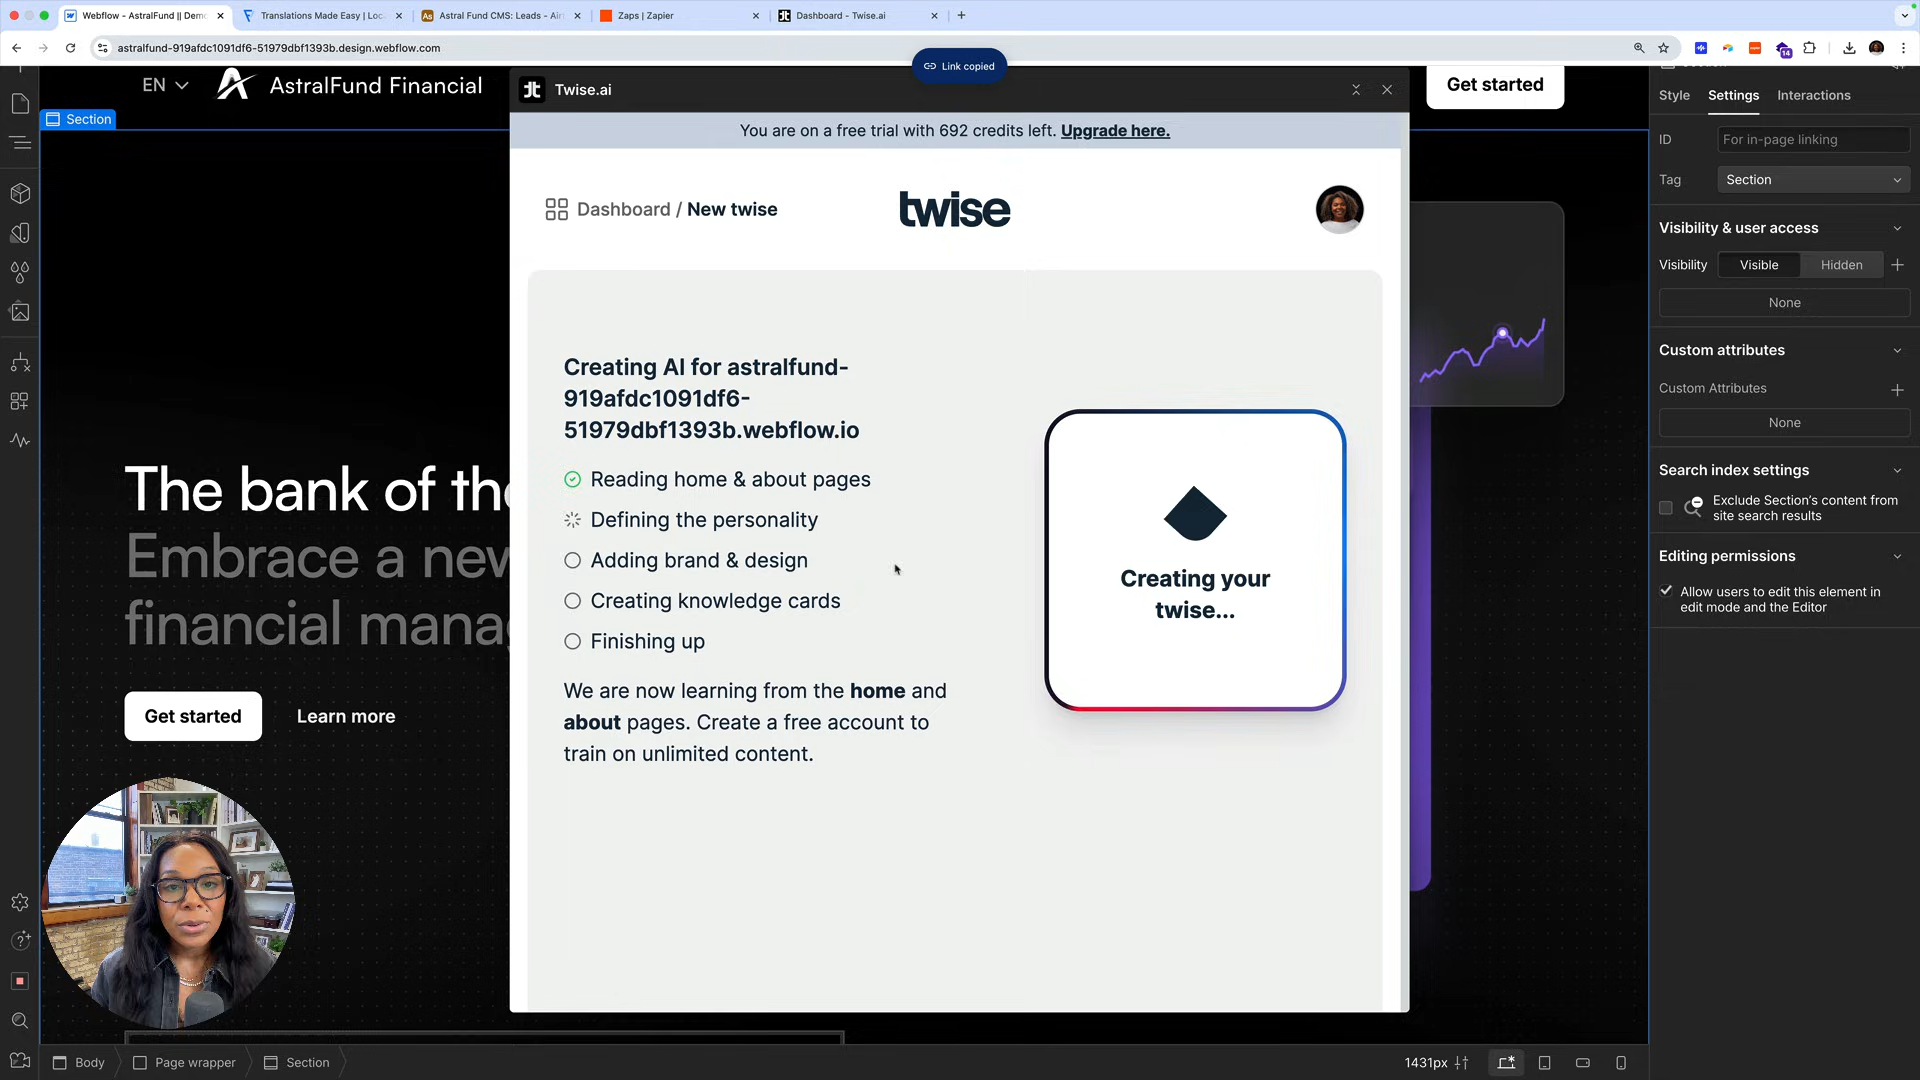 Webflow - AstralFund || Demo
Translations Made Easy | Loc
Astral Fund CMS: Leads - Air
Zaps | Zapier
Dashboard - Twise.ai
astralfund-919afdc1091df6-51979dbf1393b.design.webflow.com
14
Link copied
EN
AstralFund Financial
Get started
Section
Twise.ai
You are on a free trial with 692 credits left. Upgrade here.
Dashboard / New twise
twise
Creating AI for astralfund-
919afdc1091df6-
51979dbf1393b.webflow.io
Reading home & about pages
Defining the personality
Adding brand & design
Creating knowledge cards
Finishing up
We are now learning from the home and
about pages. Create a free account to
train on unlimited content.
Creating your
twise...
The bank of the
Embrace a new
financial manag
Get started
Learn more
Style
Settings
Interactions
ID
For in-page linking
Tag
Section
Visibility & user access
Visibility
Visible
Hidden
None
Custom attributes
Custom Attributes
None
Search index settings
Exclude Section's content from
site search results
Editing permissions
Allow users to edit this element in
edit mode and the Editor
Body
Page wrapper
Section
1431px